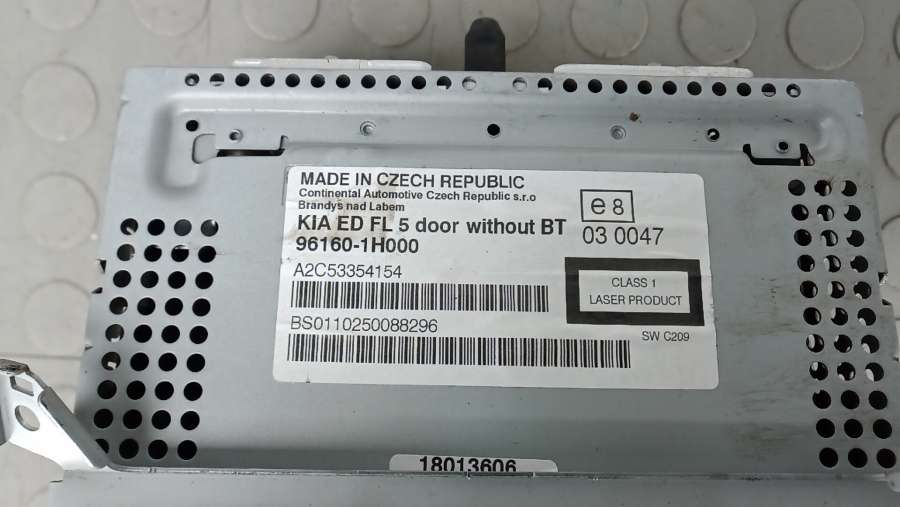 MADE IN CZECH REPUBLIC
Continental Automotive Czech Republic s.r.o
Brandys nad Labem
KIA ED FL 5 door without BT
96160-1H000
e8
03 0047
A2C53354154
CLASS 1
LASER PRODUCT
BS0110250088296
SW C209
18013606